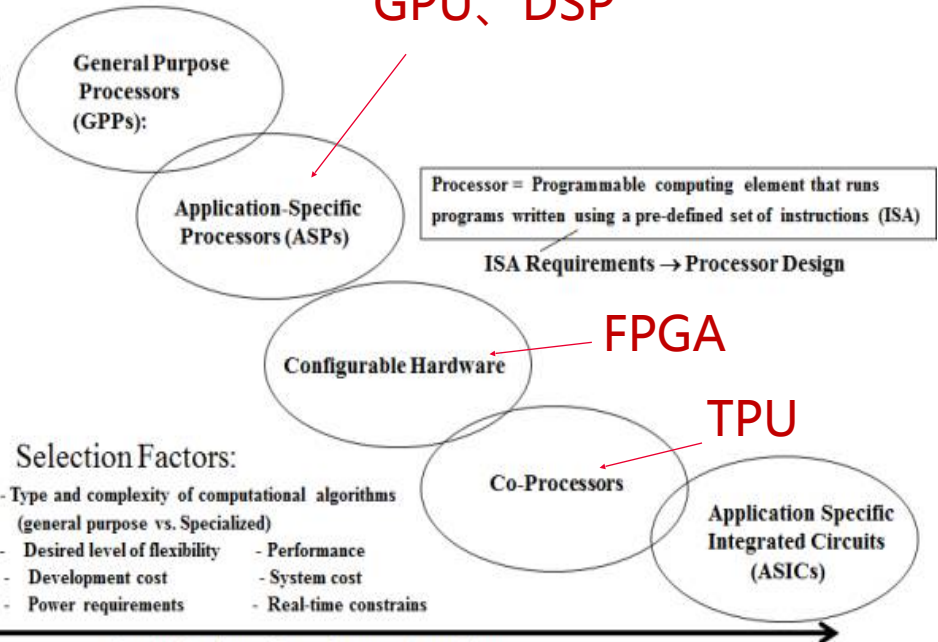 GPU、DSP
General Purpose
Processors
(GPPs):
Application-Specific
Processors (ASPs)
Processor = Programmable computing element that runs
programs written using a pre-defined set of instructions (ISA)
ISA Requirements → Processor Design
Configurable Hardware
FPGA
TPU
Co-Processors
Application Specific
Integrated Circuits
(ASICs)
Selection Factors:
- Type and complexity of computational algorithms
(general purpose vs. Specialized)
- Desired level of flexibility - Performance
- Development cost - System cost
- Power requirements - Real-time constrains